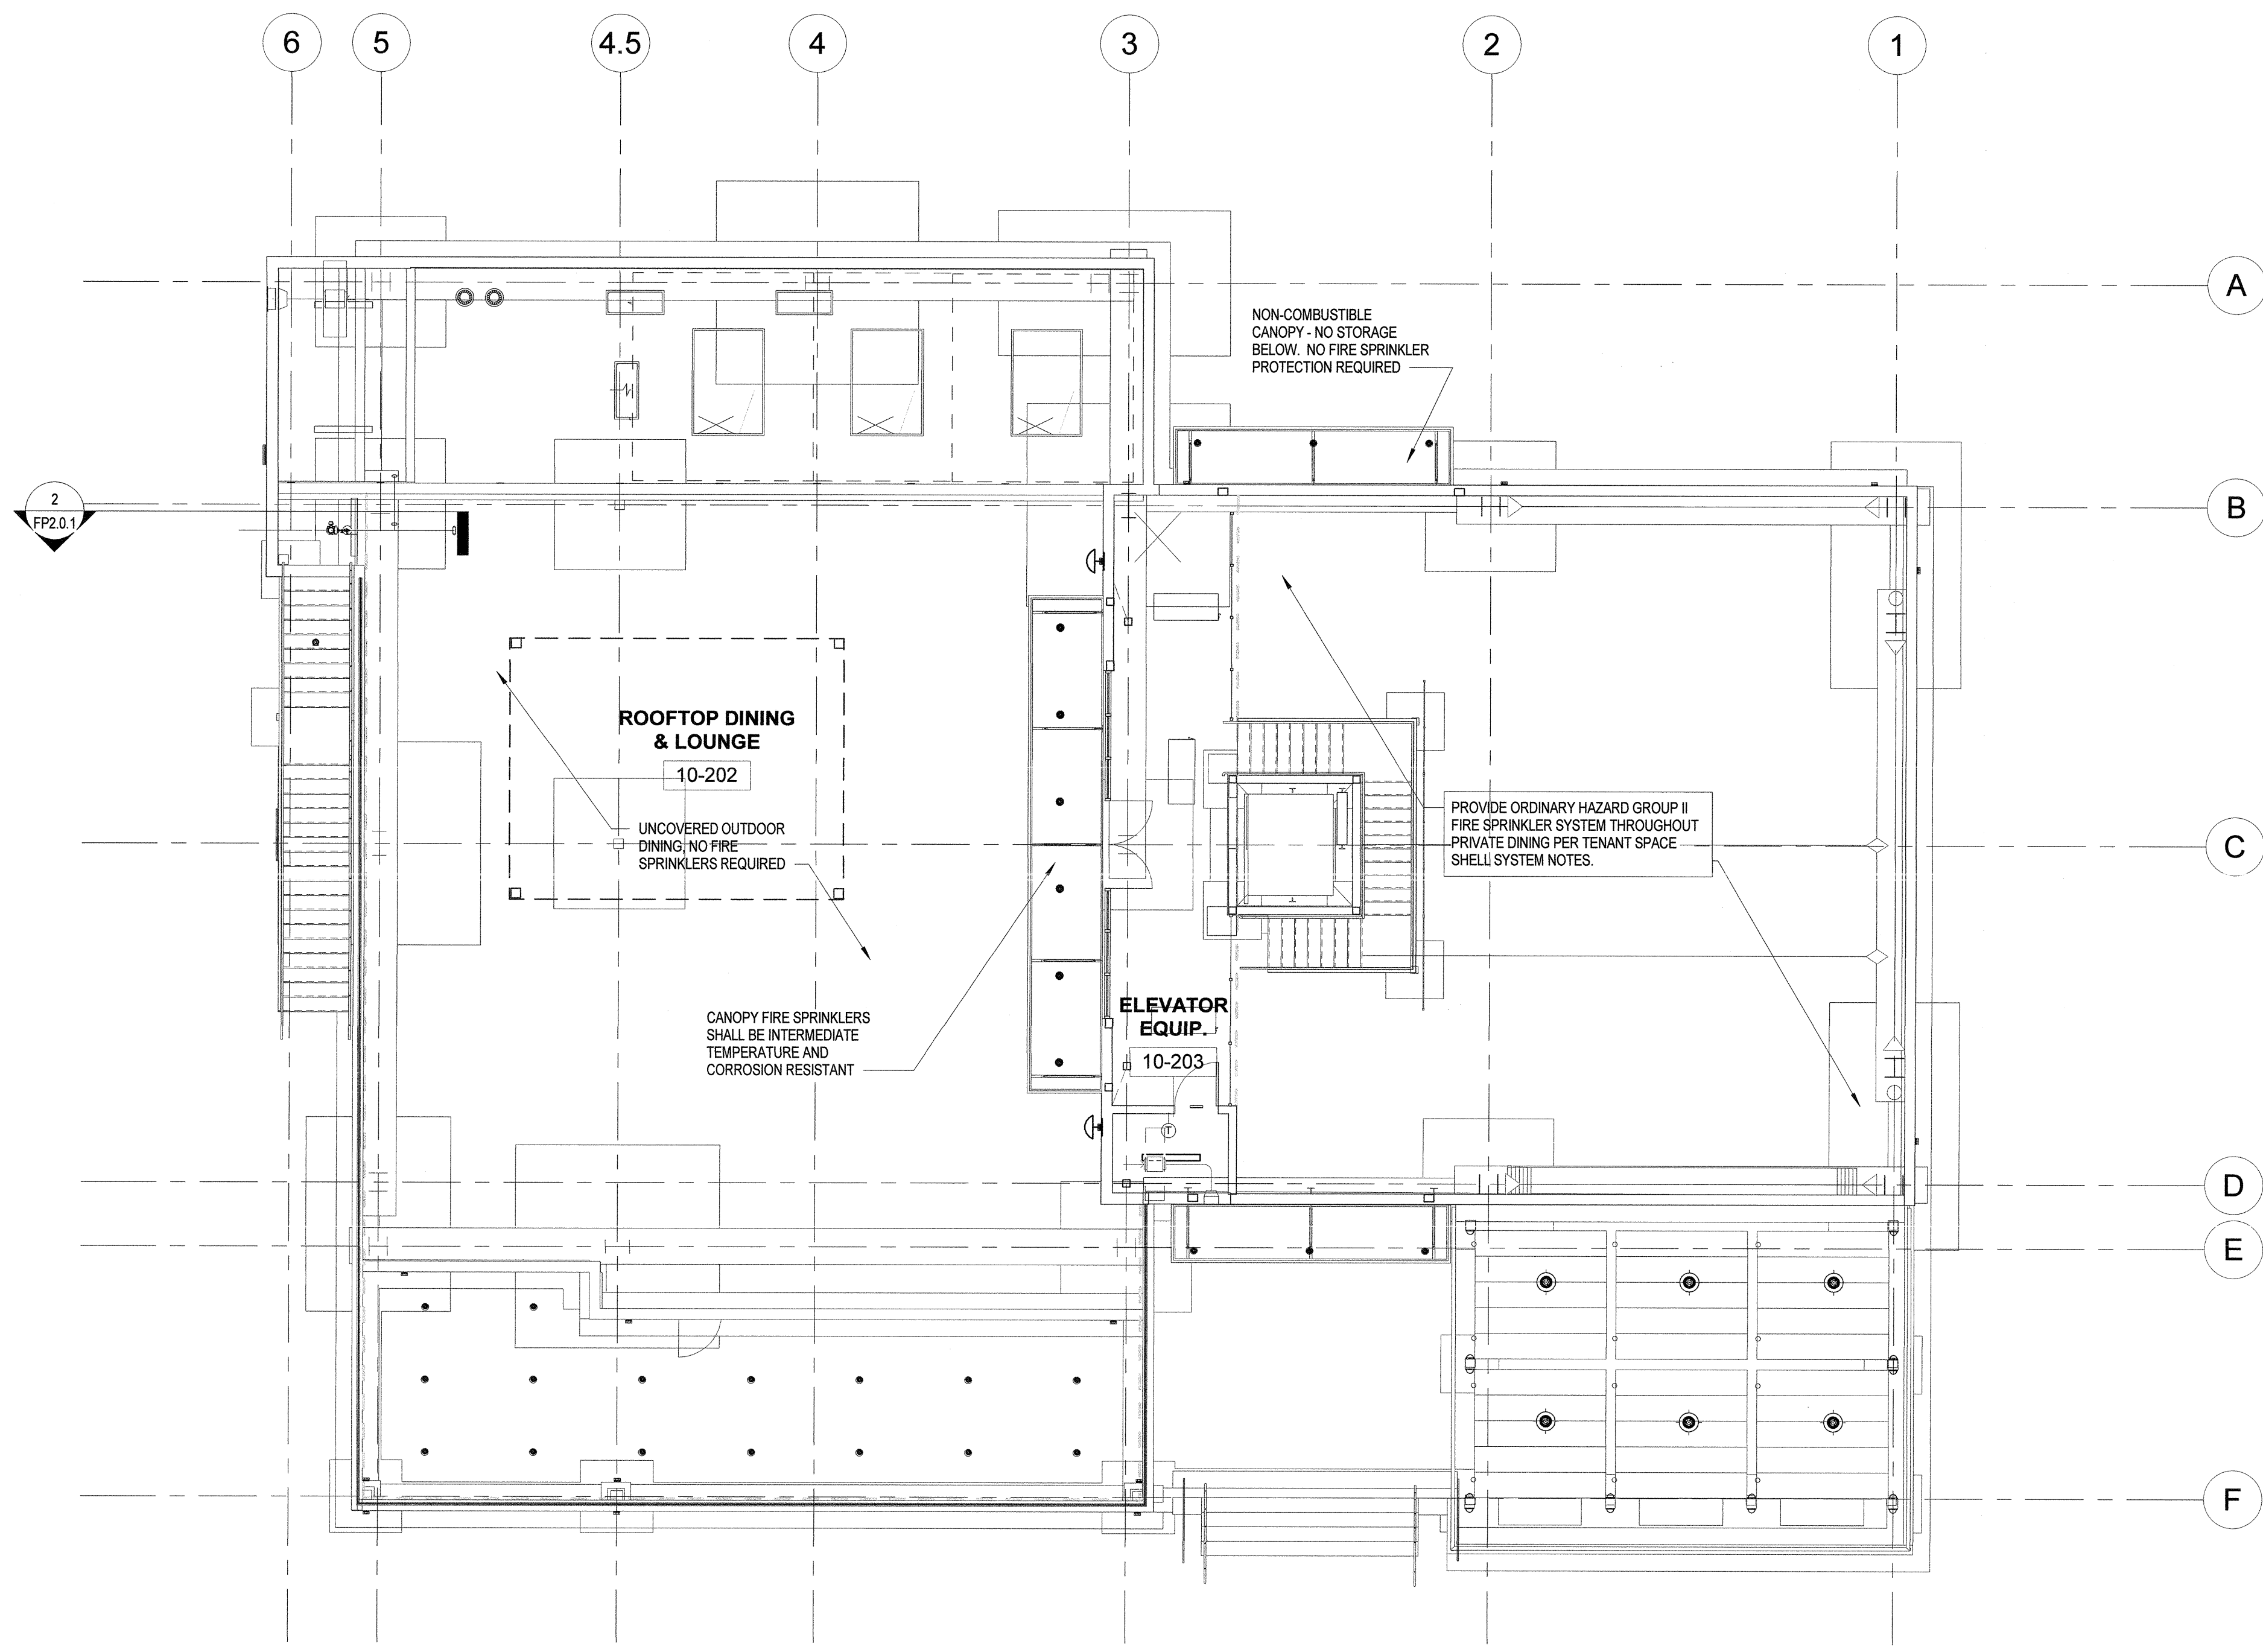 6
5
4.5
4
3
2
1
A
NON-COMBUSTIBLE
CANOPY - NO STORAGE
BELOW. NO FIRE SPRINKLER
PROTECTION REQUIRED
2
FP2.0.1
B
ROOFTOP DINING
& LOUNGE
10-202
UNCOVERED OUTDOOR
DINING, NO FIRE
SPRINKLERS REQUIRED
PROVIDE ORDINARY HAZARD GROUP II
FIRE SPRINKLER SYSTEM THROUGHOUT
PRIVATE DINING PER TENANT SPACE
SHELL SYSTEM NOTES.
C
CANOPY FIRE SPRINKLERS
SHALL BE INTERMEDIATE
TEMPERATURE AND
CORROSION RESISTANT
ELEVATOR
EQUIP.
10-203
T
D
E
F